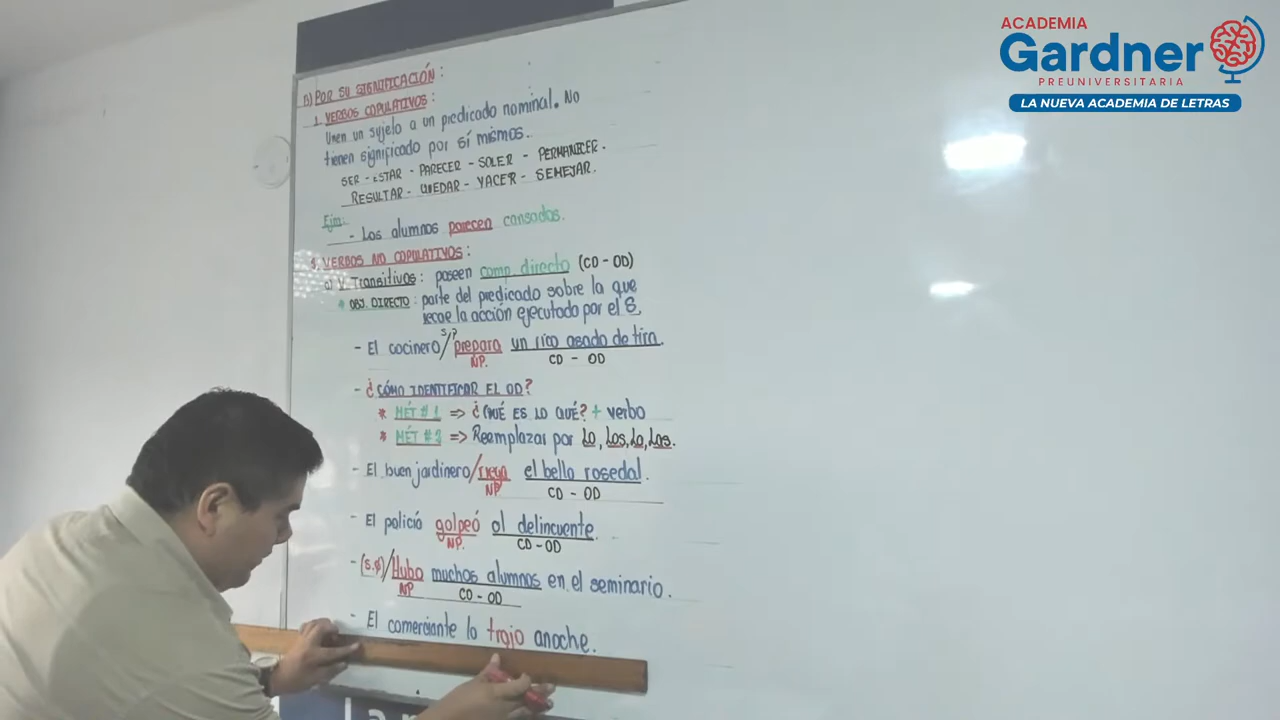 ACADEMIA
Gardner
PREUNIVERSITARIA
LA NUEVA ACADEMIA DE LETRAS
B) POR SU SIGNIFICACIÓN:
1. VERBOS COPULATIVOS:
Unen un sujeto a un predicado nominal. No
tienen significado por sí mismos.
SER - ESTAR - PARECER - SOLER - PERMANECER.
RESULTAR - QUEDAR - YACER - SEMEJAR.
Ejm:
- Los alumnos parecen cansados.
VERBOS NO COPULATIVOS:
a) V. Transitivos: poseen comp. directo (CD - OD)
* OBJ. DIRECTO: parte del predicado sobre la que
recae la acción ejecutado por el S.
S/P
- El cocinero/prepara un rico asado de tira.
NP. CD - OD
- ¿CÓMO IDENTIFICAR EL OD?
* MÉT # 1 => ¿QUÉ ES LO QUÉ? + verbo
* MÉT # 2 => Reemplazar por Lo, Los, La, Las.
- El buen jardinero/riega el bello rosedal.
NP CD - OD
- El policía golpeó al delincuente.
NP. CD-OD
- (S.φ)/Hubo muchos alumnos en el seminario.
NP CD - OD
- El comerciante lo trajo anoche.